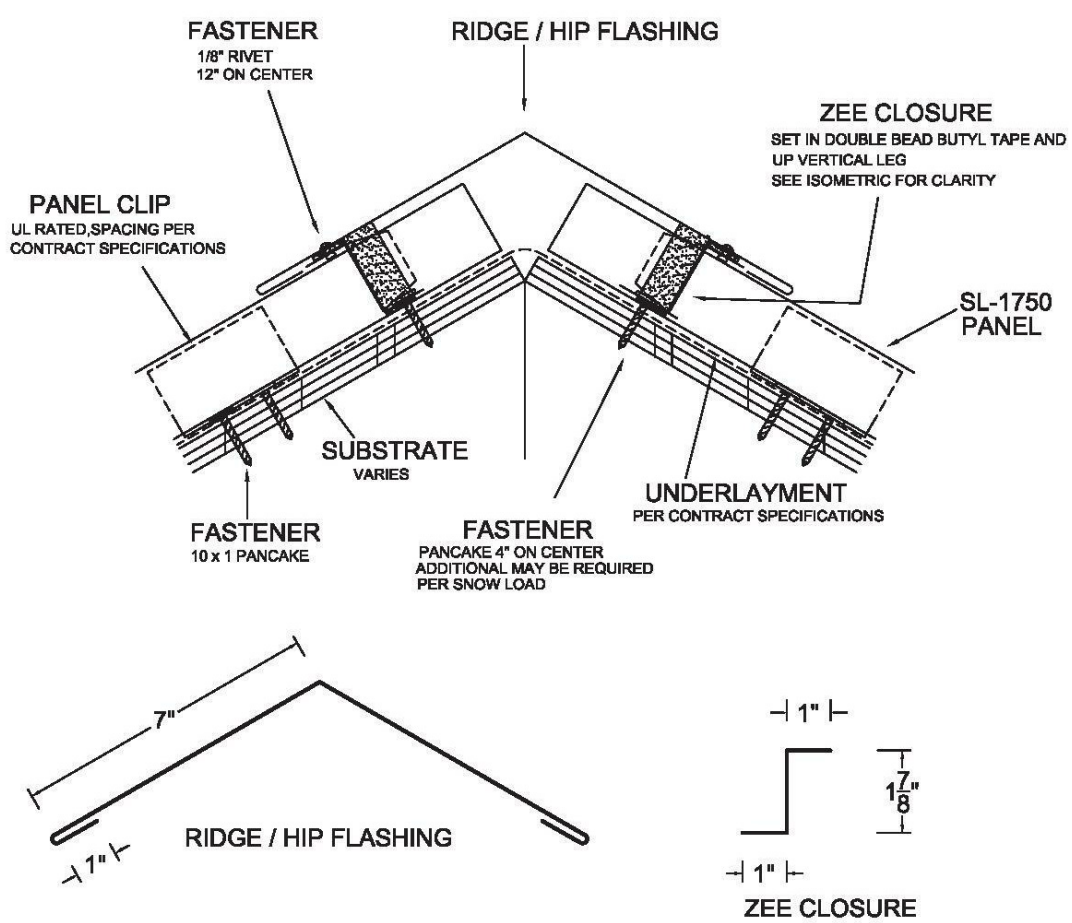 FASTENER
1/8" RIVET
12" ON CENTER
RIDGE / HIP FLASHING
ZEE CLOSURE
SET IN DOUBLE BEAD BUTYL TAPE AND
UP VERTICAL LEG
SEE ISOMETRIC FOR CLARITY
PANEL CLIP
UL RATED,SPACING PER
CONTRACT SPECIFICATIONS
SL-1750
PANEL
SUBSTRATE
VARIES
UNDERLAYMENT
PER CONTRACT SPECIFICATIONS
FASTENER
10 x 1 PANCAKE
FASTENER
PANCAKE 4" ON CENTER
ADDITIONAL MAY BE REQUIRED
PER SNOW LOAD
7"
1"
RIDGE / HIP FLASHING
1"
1 7/8"
1"
ZEE CLOSURE